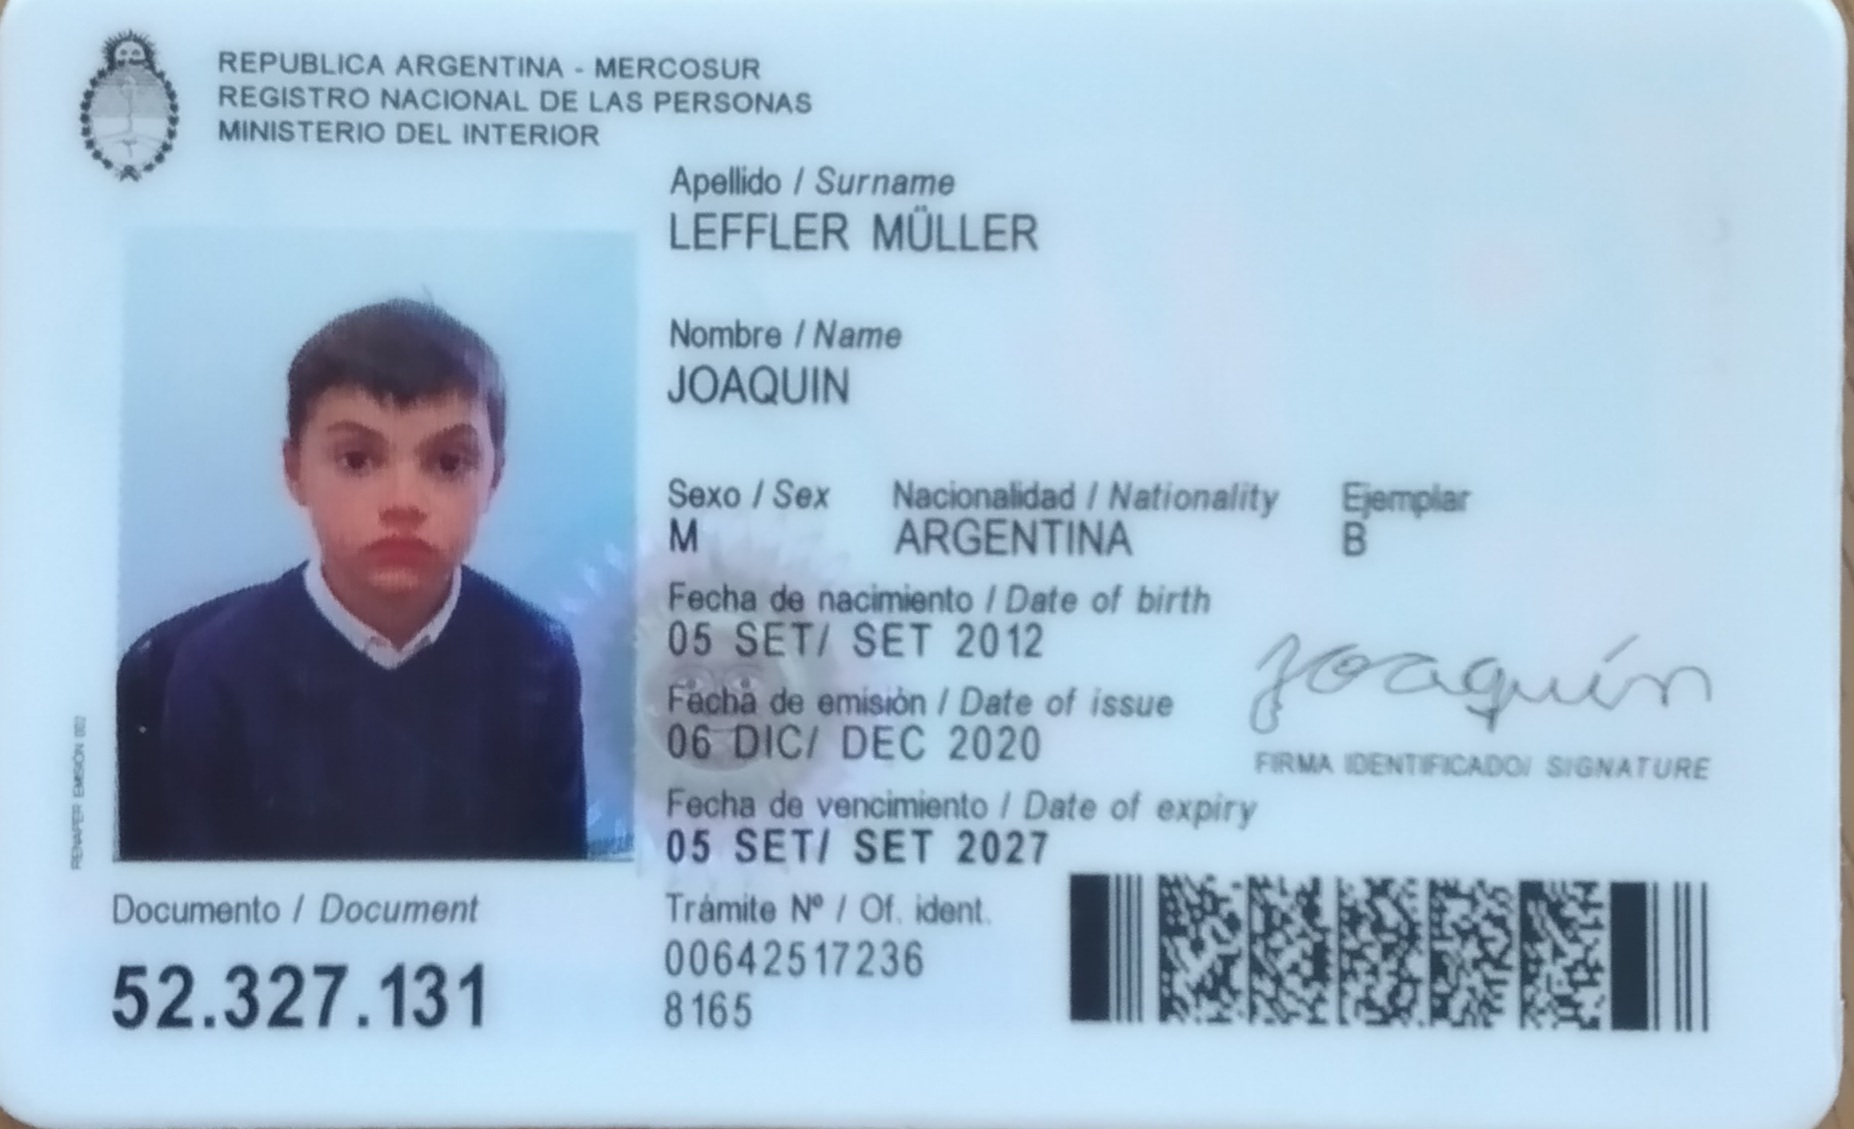 REPUBLICA ARGENTINA - MERCOSUR
REGISTRO NACIONAL DE LAS PERSONAS
MINISTERIO DEL INTERIOR
Apellido / Surname
LEFFLER MÜLLER
Nombre / Name
JOAQUIN
Sexo / Sex Nacionalidad / Nationality Ejemplar
M ARGENTINA B
Fecha de nacimiento / Date of birth
05 SET/ SET 2012
Fecha de emisión / Date of issue
06 DIC/ DEC 2020
Joaquín
FIRMA IDENTIFICADO/ SIGNATURE
Fecha de vencimiento / Date of expiry
05 SET/ SET 2027
Documento / Document
52.327.131
Trámite Nº / Of. ident.
00642517236
8165